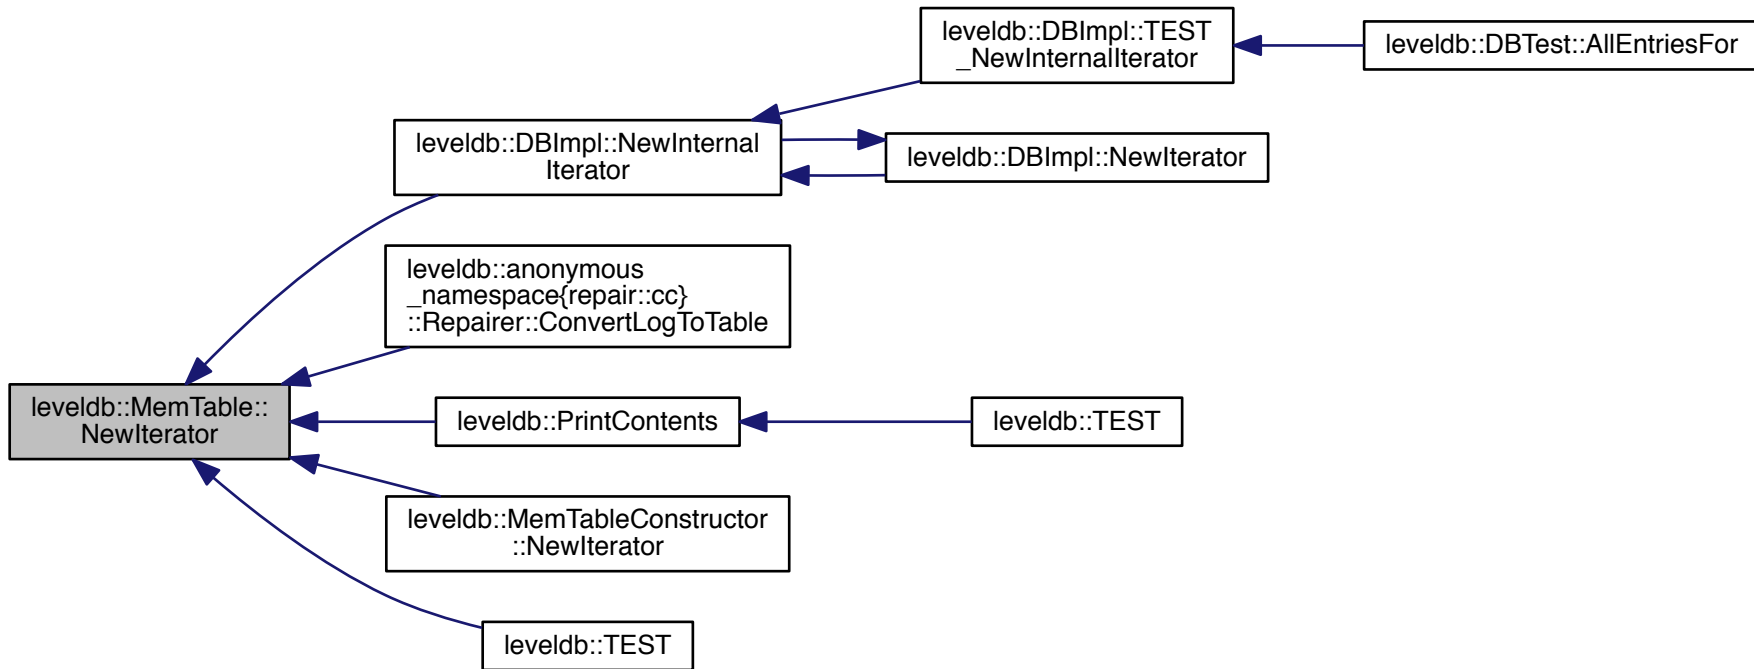 leveldb::DBImpl::TEST
_NewInternalIterator
leveldb::DBTest::AllEntriesFor
leveldb::DBImpl::NewInternal
Iterator
leveldb::DBImpl::NewIterator
leveldb::anonymous
_namespace{repair::cc}
::Repairer::ConvertLogToTable
leveldb::MemTable::
NewIterator
leveldb::PrintContents
leveldb::TEST
leveldb::MemTableConstructor
::NewIterator
leveldb::TEST